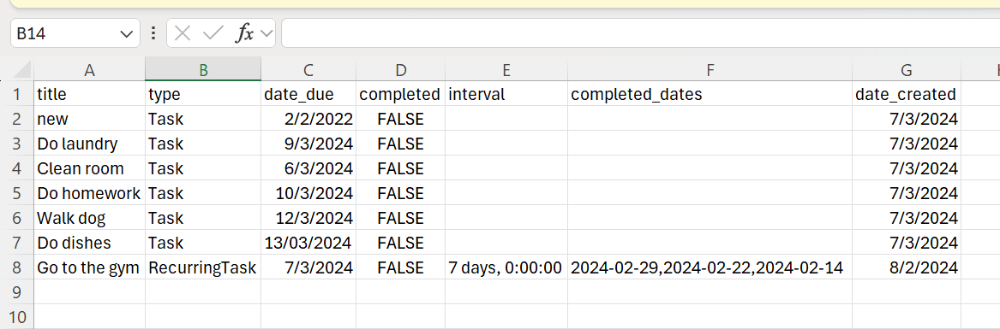 B14 fx
A B C D E F G
1 title type date_due completed interval completed_dates date_created
2 new Task 2/2/2022 FALSE 7/3/2024
3 Do laundry Task 9/3/2024 FALSE 7/3/2024
4 Clean room Task 6/3/2024 FALSE 7/3/2024
5 Do homework Task 10/3/2024 FALSE 7/3/2024
6 Walk dog Task 12/3/2024 FALSE 7/3/2024
7 Do dishes Task 13/03/2024 FALSE 7/3/2024
8 Go to the gym RecurringTask 7/3/2024 FALSE 7 days, 0:00:00 2024-02-29,2024-02-22,2024-02-14 8/2/2024
9
10